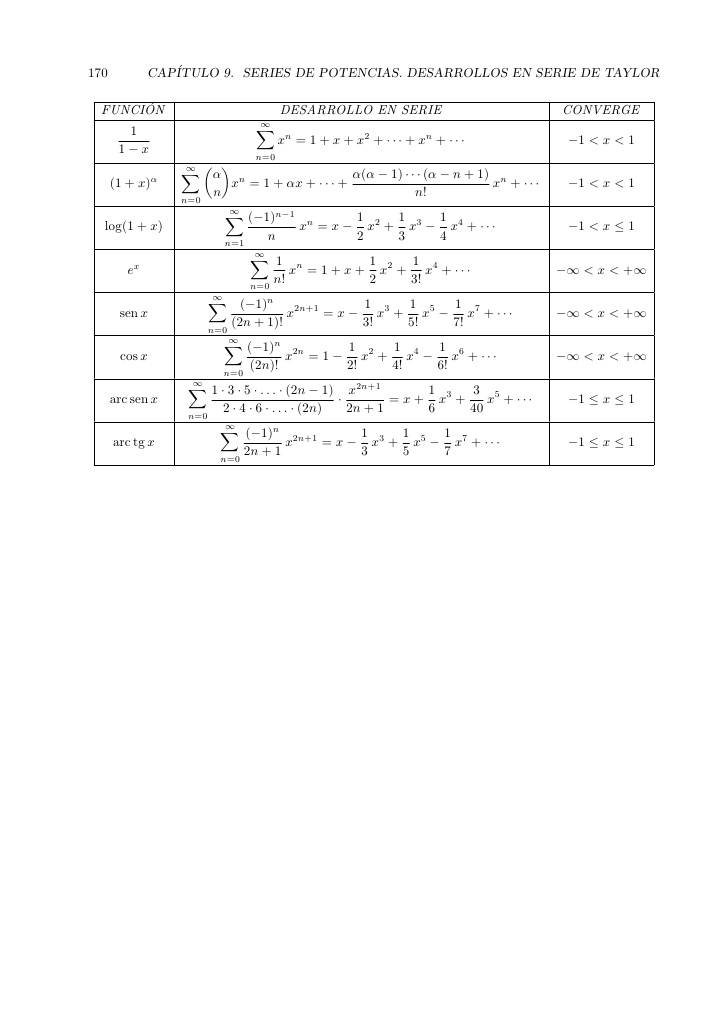 170 CAPÍTULO 9. SERIES DE POTENCIAS. DESARROLLOS EN SERIE DE TAYLOR
FUNCIÓN DESARROLLO EN SERIE CONVERGE
$\frac{1}{1-x}$ $\sum_{n=0}^{\infty} x^n = 1 + x + x^2 + \cdots + x^n + \cdots$ $-1 < x < 1$
$(1+x)^\alpha$ $\sum_{n=0}^{\infty} \binom{\alpha}{n} x^n = 1 + \alpha x + \cdots + \frac{\alpha(\alpha-1)\cdots(\alpha-n+1)}{n!} x^n + \cdots$ $-1 < x < 1$
$\log(1+x)$ $\sum_{n=1}^{\infty} \frac{(-1)^{n-1}}{n} x^n = x - \frac{1}{2} x^2 + \frac{1}{3} x^3 - \frac{1}{4} x^4 + \cdots$ $-1 < x \leq 1$
$e^x$ $\sum_{n=0}^{\infty} \frac{1}{n!} x^n = 1 + x + \frac{1}{2} x^2 + \frac{1}{3!} x^4 + \cdots$ $-\infty < x < +\infty$
sen $x$ $\sum_{n=0}^{\infty} \frac{(-1)^n}{(2n+1)!} x^{2n+1} = x - \frac{1}{3!} x^3 + \frac{1}{5!} x^5 - \frac{1}{7!} x^7 + \cdots$ $-\infty < x < +\infty$
cos $x$ $\sum_{n=0}^{\infty} \frac{(-1)^n}{(2n)!} x^{2n} = 1 - \frac{1}{2!} x^2 + \frac{1}{4!} x^4 - \frac{1}{6!} x^6 + \cdots$ $-\infty < x < +\infty$
arc sen $x$ $\sum_{n=0}^{\infty} \frac{1 \cdot 3 \cdot 5 \cdot \ldots \cdot (2n-1)}{2 \cdot 4 \cdot 6 \cdot \ldots \cdot (2n)} \cdot \frac{x^{2n+1}}{2n+1} = x + \frac{1}{6} x^3 + \frac{3}{40} x^5 + \cdots$ $-1 \leq x \leq 1$
arc tg $x$ $\sum_{n=0}^{\infty} \frac{(-1)^n}{2n+1} x^{2n+1} = x - \frac{1}{3} x^3 + \frac{1}{5} x^5 - \frac{1}{7} x^7 + \cdots$ $-1 \leq x \leq 1$